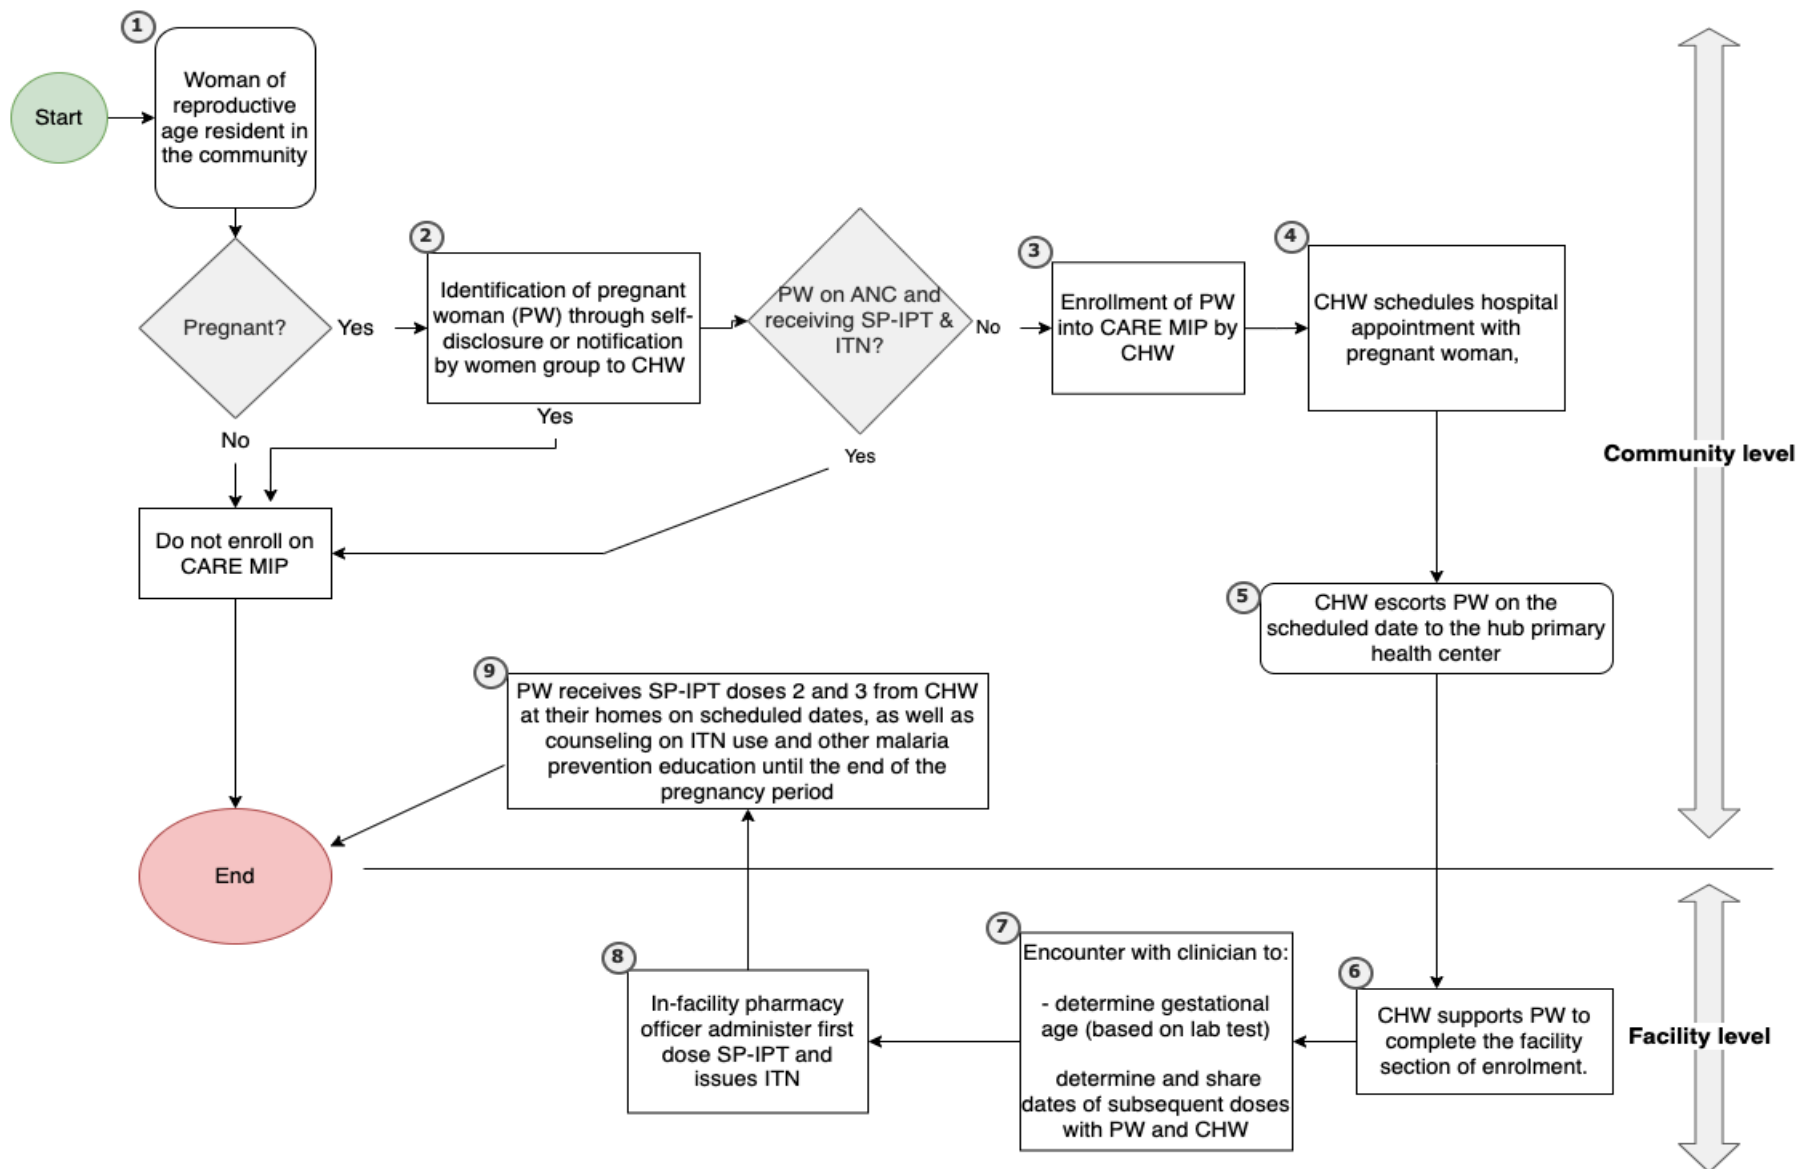 1
Woman of
reproductive
age resident in
the community
Start
Pregnant?
Yes
No
2
Identification of pregnant
woman (PW) through self-
disclosure or notification
by women group to CHW
Yes
PW on ANC and
receiving SP-IPT &
ITN?
No
Yes
3
Enrollment of PW
into CARE MIP by
CHW
4
CHW schedules hospital
appointment with
pregnant woman,
Community level
Do not enroll on
CARE MIP
5
CHW escorts PW on the
scheduled date to the hub primary
health center
9
PW receives SP-IPT doses 2 and 3 from CHW
at their homes on scheduled dates, as well as
counseling on ITN use and other malaria
prevention education until the end of the
pregnancy period
End
8
In-facility pharmacy
officer administer first
dose SP-IPT and
issues ITN
7
Encounter with clinician to:
- determine gestational
age (based on lab test)
determine and share
dates of subsequent doses
with PW and CHW
6
CHW supports PW to
complete the facility
section of enrolment.
Facility level